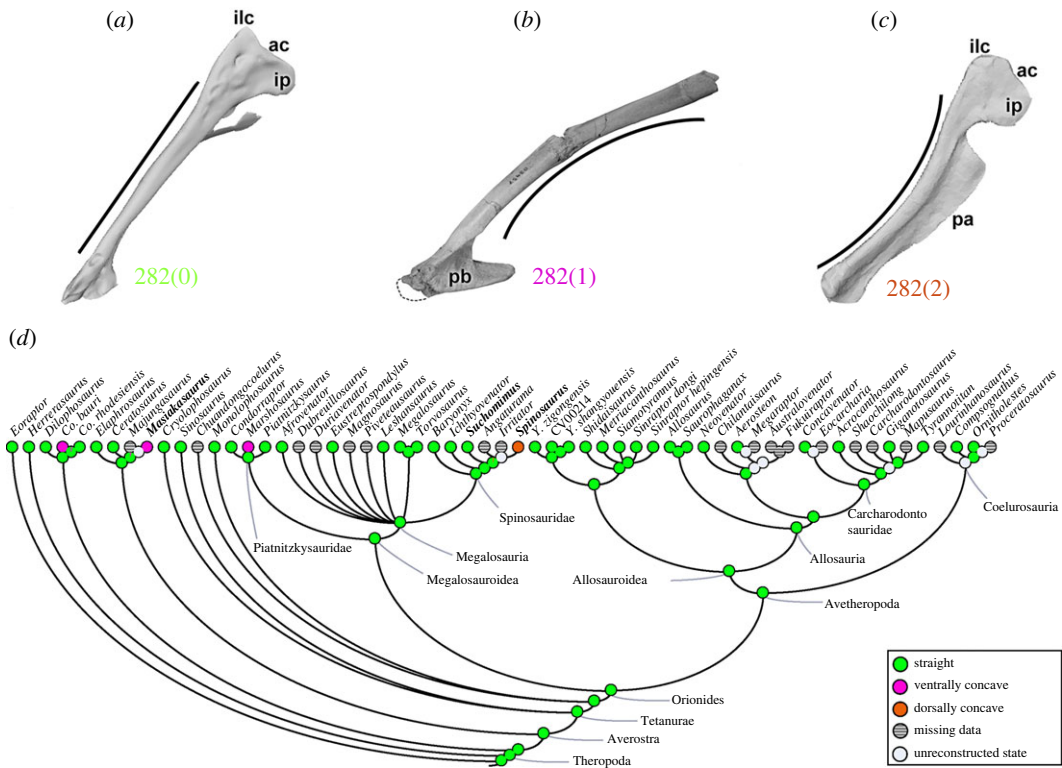 (a)
(b)
(c)
ilc
ac
ip
282(0)
pb
282(1)
ilc
ac
ip
pa
282(2)
(d)
Eoraptor
Herrerasaurus
Dilophosaurus
Co. bauri
Co. rhodesiensis
Elaphrosaurus
Ceratosaurus
Majungasaurus
Masiakasaurus
Cryolophosaurus
Sinosaurus
Chuandongocoelurus
Monolophosaurus
Condorraptor
Marshosaurus
Piatnitzkysaurus
Afrovenator
Dubreuillosaurus
Duriavenator
Eustreptospondylus
Magnosaurus
Piveteausaurus
Leshansaurus
Megalosaurus
Torvosaurus
Baryonyx
Ichthyovenator
Suchomimus
Irritator
Angaturama
Spinosaurus
Y. zigongensis
CV00214
Y. shangyouensis
Shidaisaurus
Metriacanthosaurus
Siamotyrannus
Sinraptor dongi
Sinraptor hepingensis
Allosaurus
Saurophaganax
Neovenator
Chilantaisaurus
Aerosteon
Megaraptor
Australovenator
Fukuiraptor
Concavenator
Eocarcharia
Acrocanthosaurus
Shaochilong
Carcharodontosaurus
Giganotosaurus
Mapusaurus
Tyrannotitan
Lourinhanosaurus
Compsognathus
Ornitholestes
Proceratosaurus
Spinosauridae
Carcharodonto
sauridae
Coelurosauria
Piatnitzkysauridae
Megalosauria
Allosauria
Megalosauroidea
Allosauroidea
Avetheropoda
Orionides
Tetanurae
Averostra
Theropoda
straight
ventrally concave
dorsally concave
missing data
unreconstructed state